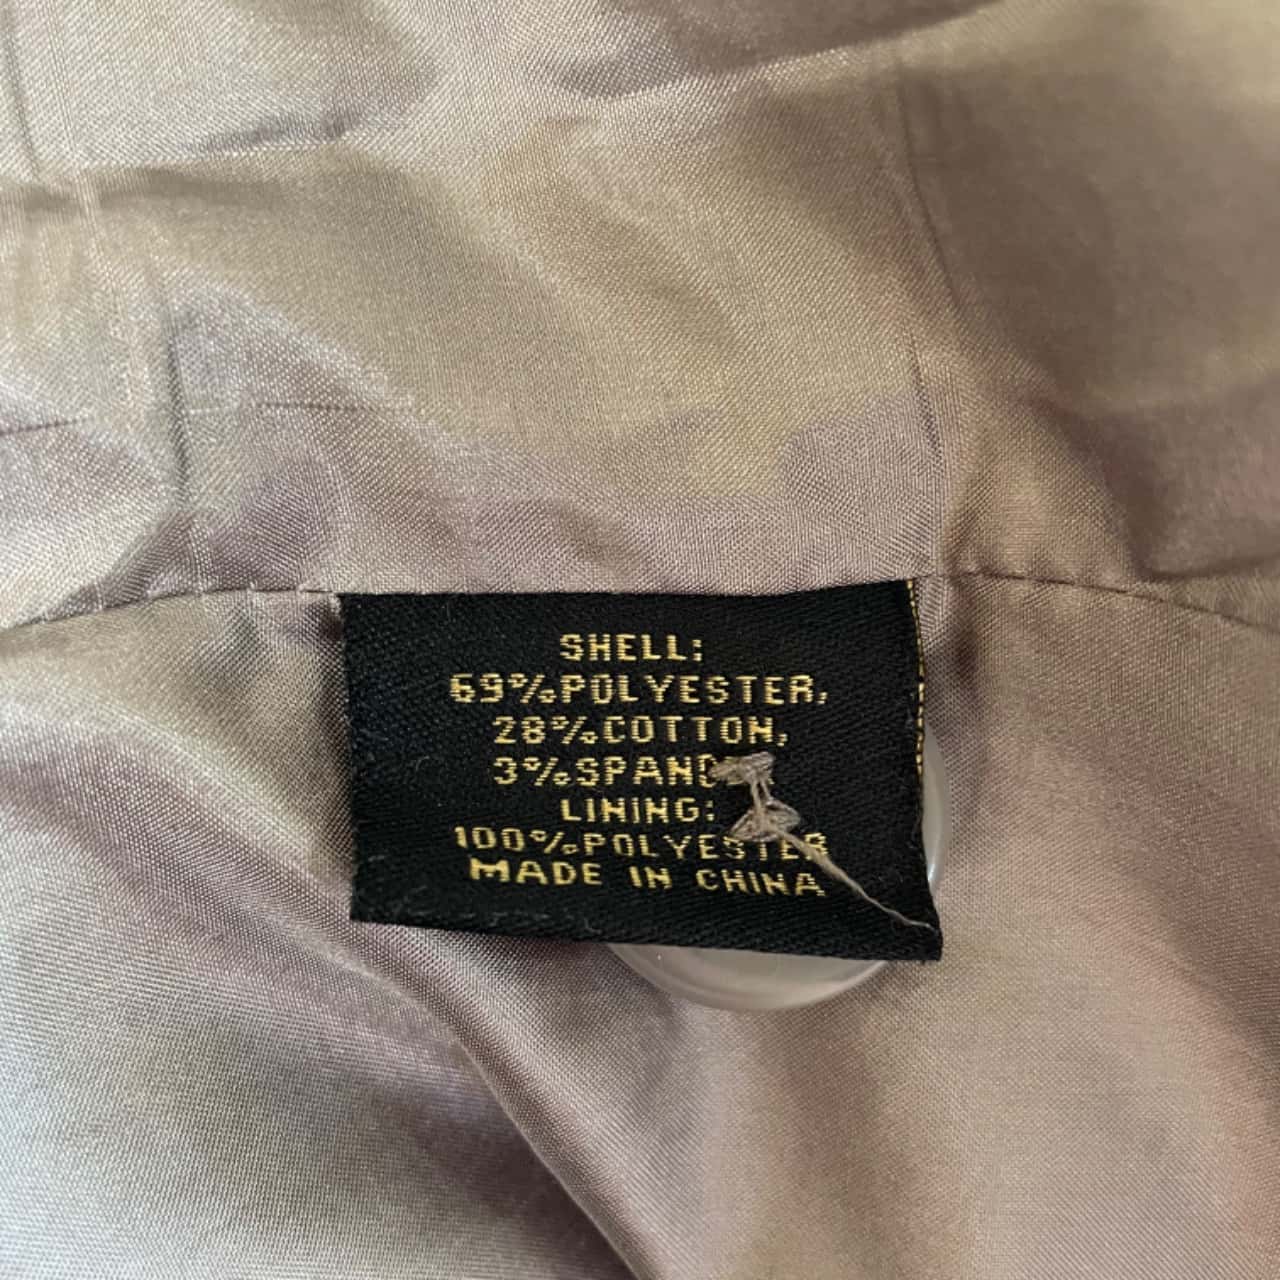 SHELL:
69%POLYESTER,
28%COTTON,
3%SPANDEX
LINING:
100%POLYESTER
MADE IN CHINA